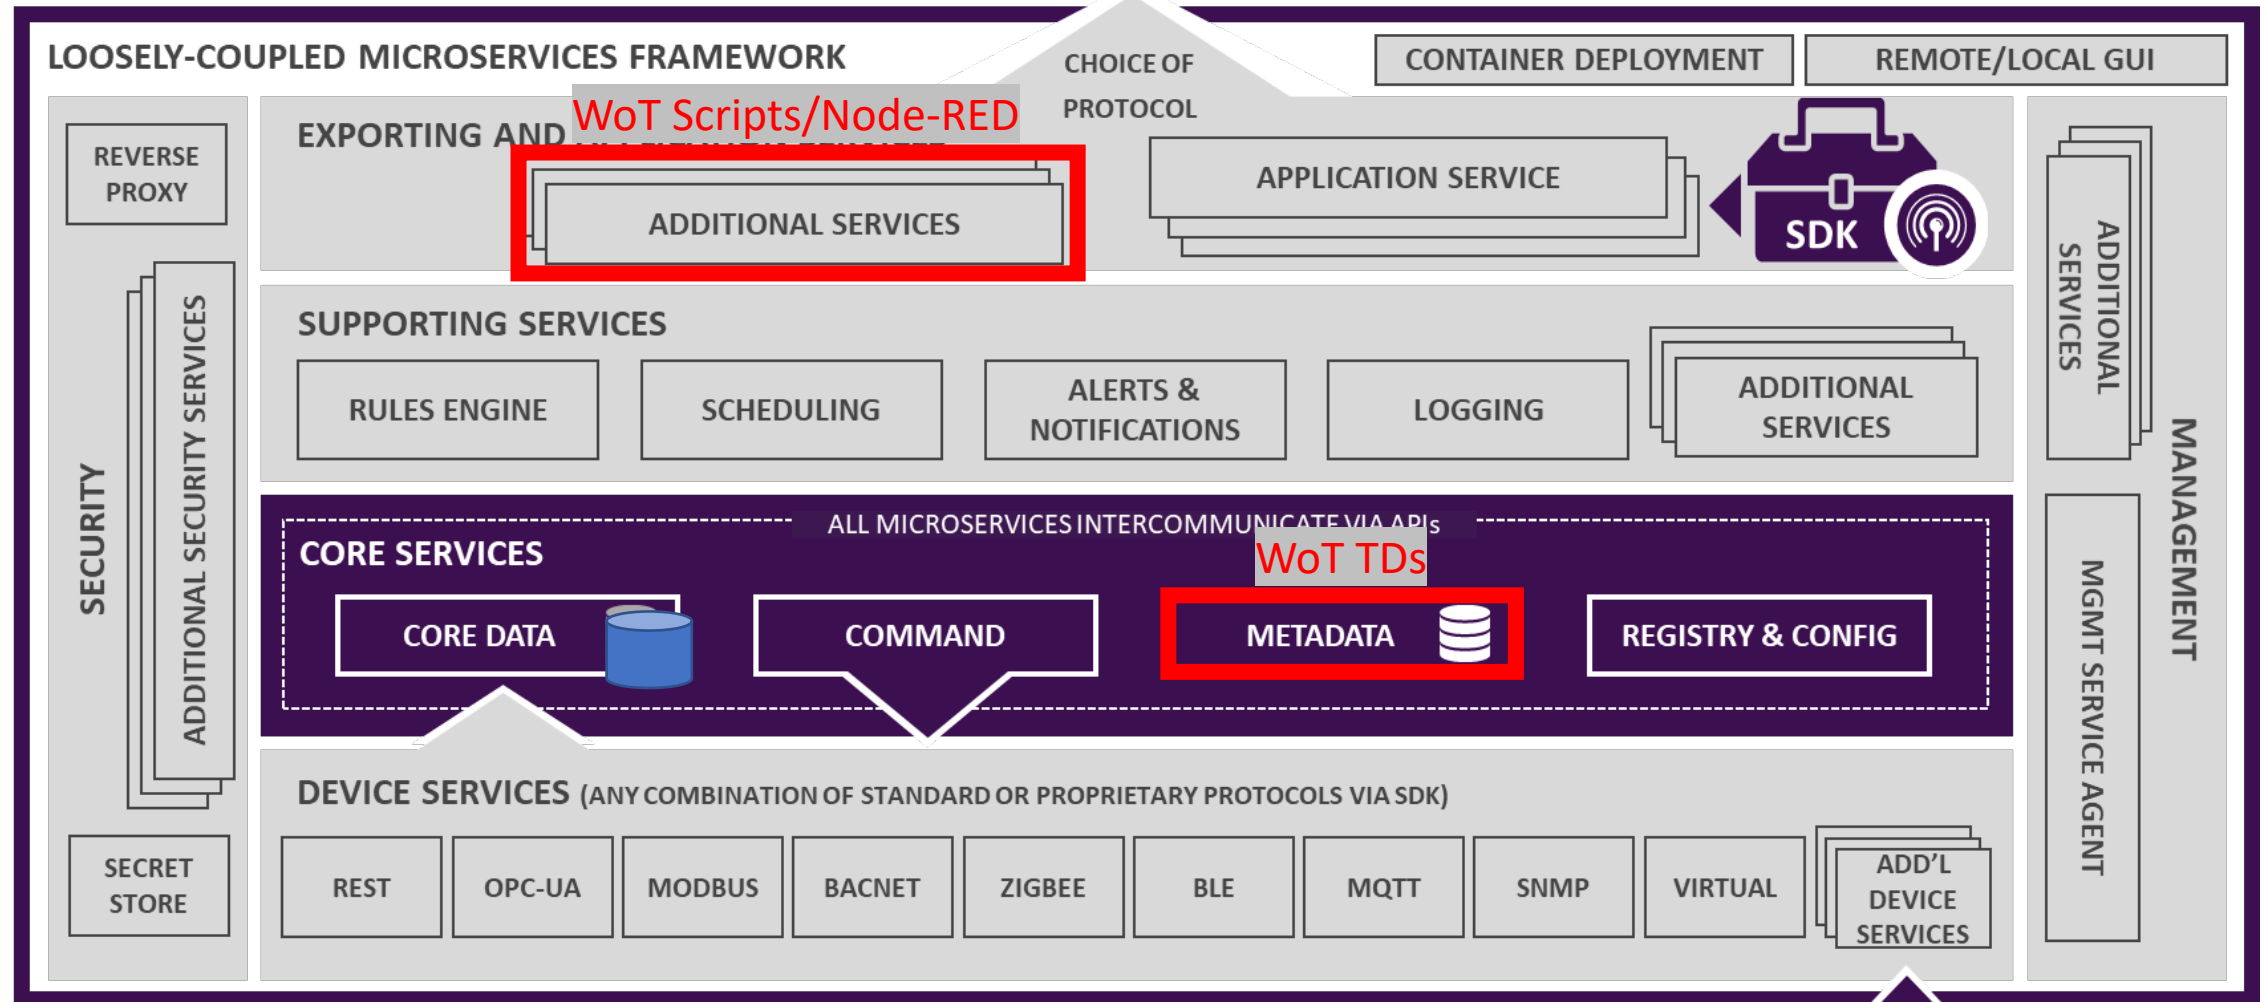 LOOSELY-COUPLED MICROSERVICES FRAMEWORK
CHOICE OF
PROTOCOL
CONTAINER DEPLOYMENT
REMOTE/LOCAL GUI
REVERSE
PROXY
SECURITY
ADDITIONAL SECURITY SERVICES
SECRET
STORE
WoT Scripts/Node-RED
EXPORTING AND
ADDITIONAL SERVICES
APPLICATION SERVICE
SDK
SUPPORTING SERVICES
RULES ENGINE
SCHEDULING
ALERTS &
NOTIFICATIONS
LOGGING
ADDITIONAL
SERVICES
ALL MICROSERVICES INTERCOMMUNICATE VIA APIs
CORE SERVICES
WoT TDs
CORE DATA
COMMAND
METADATA
REGISTRY & CONFIG
DEVICE SERVICES (ANY COMBINATION OF STANDARD OR PROPRIETARY PROTOCOLS VIA SDK)
REST
OPC-UA
MODBUS
BACNET
ZIGBEE
BLE
MQTT
SNMP
VIRTUAL
ADD'L
DEVICE
SERVICES
ADDITIONAL
SERVICES
MANAGEMENT
MGMT SERVICE AGENT